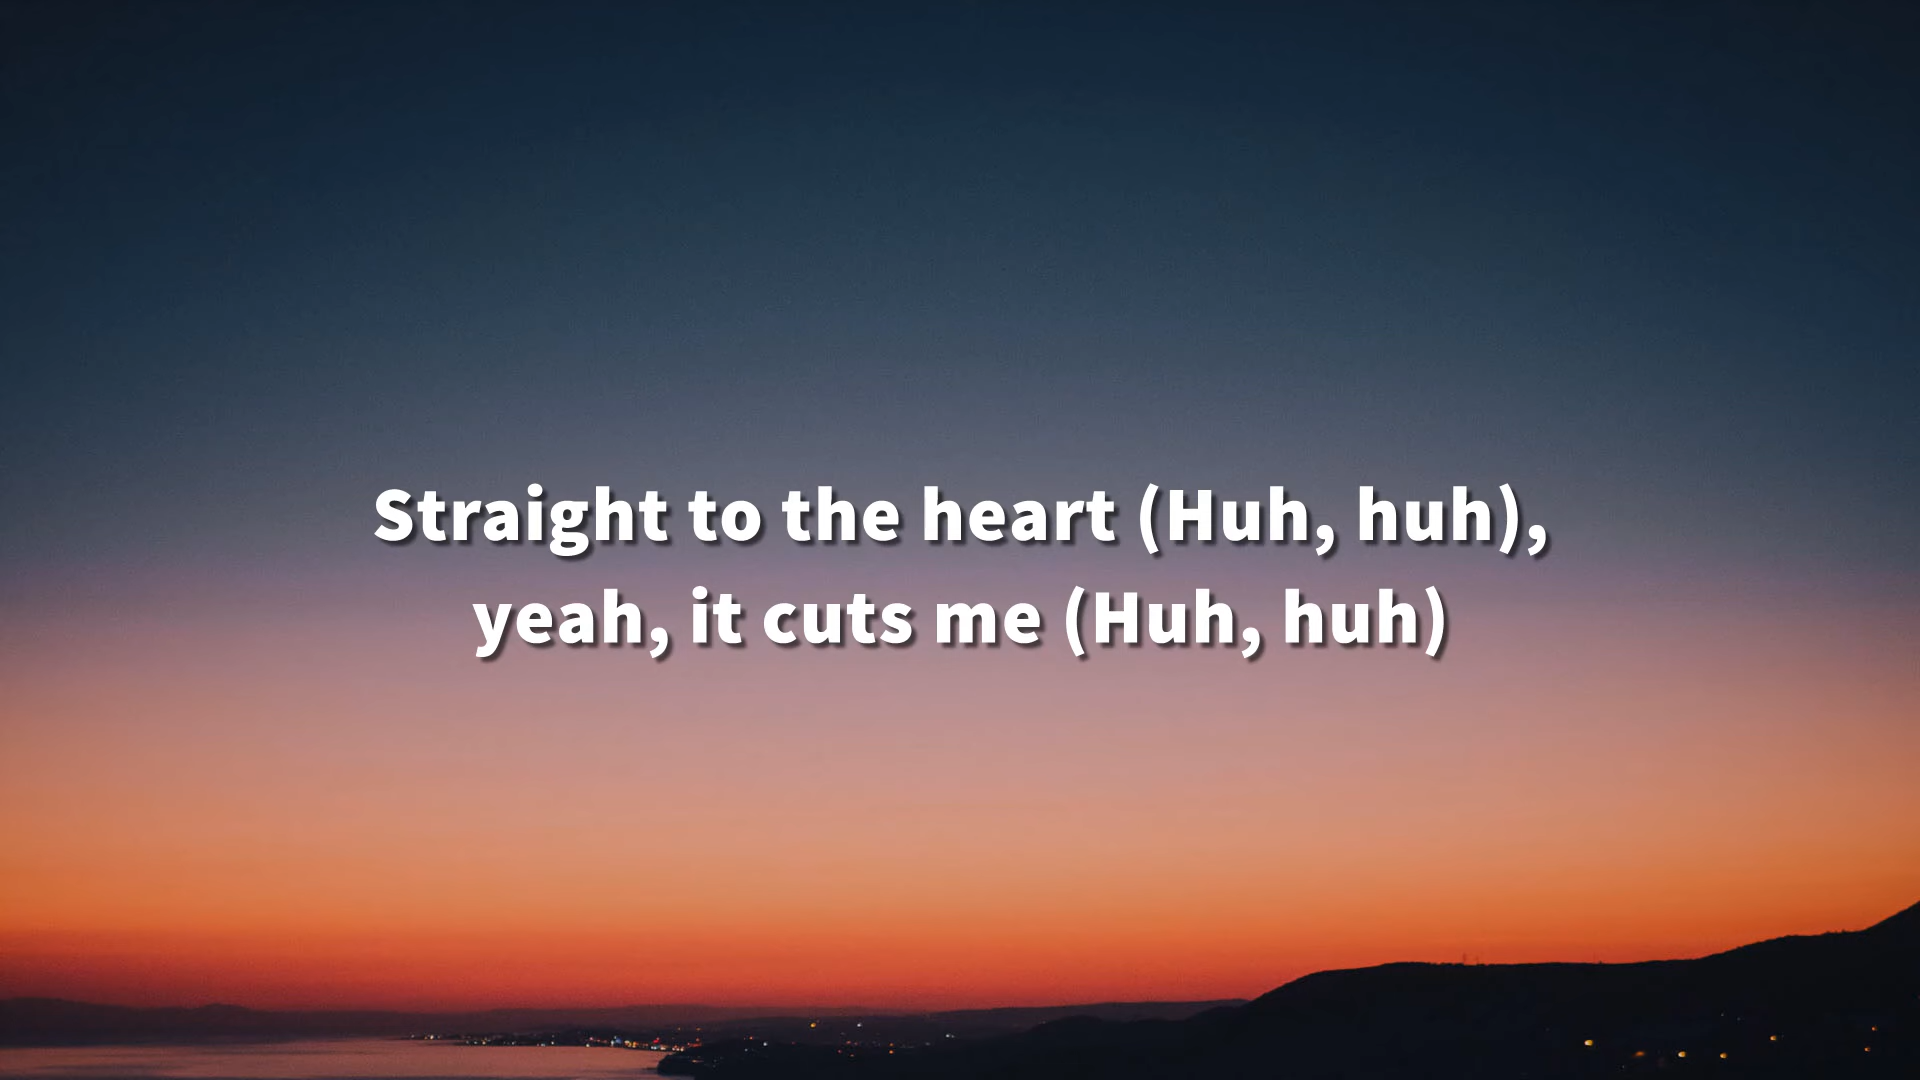 Straight to the heart (Huh, huh),
yeah, it cuts me (Huh, huh)